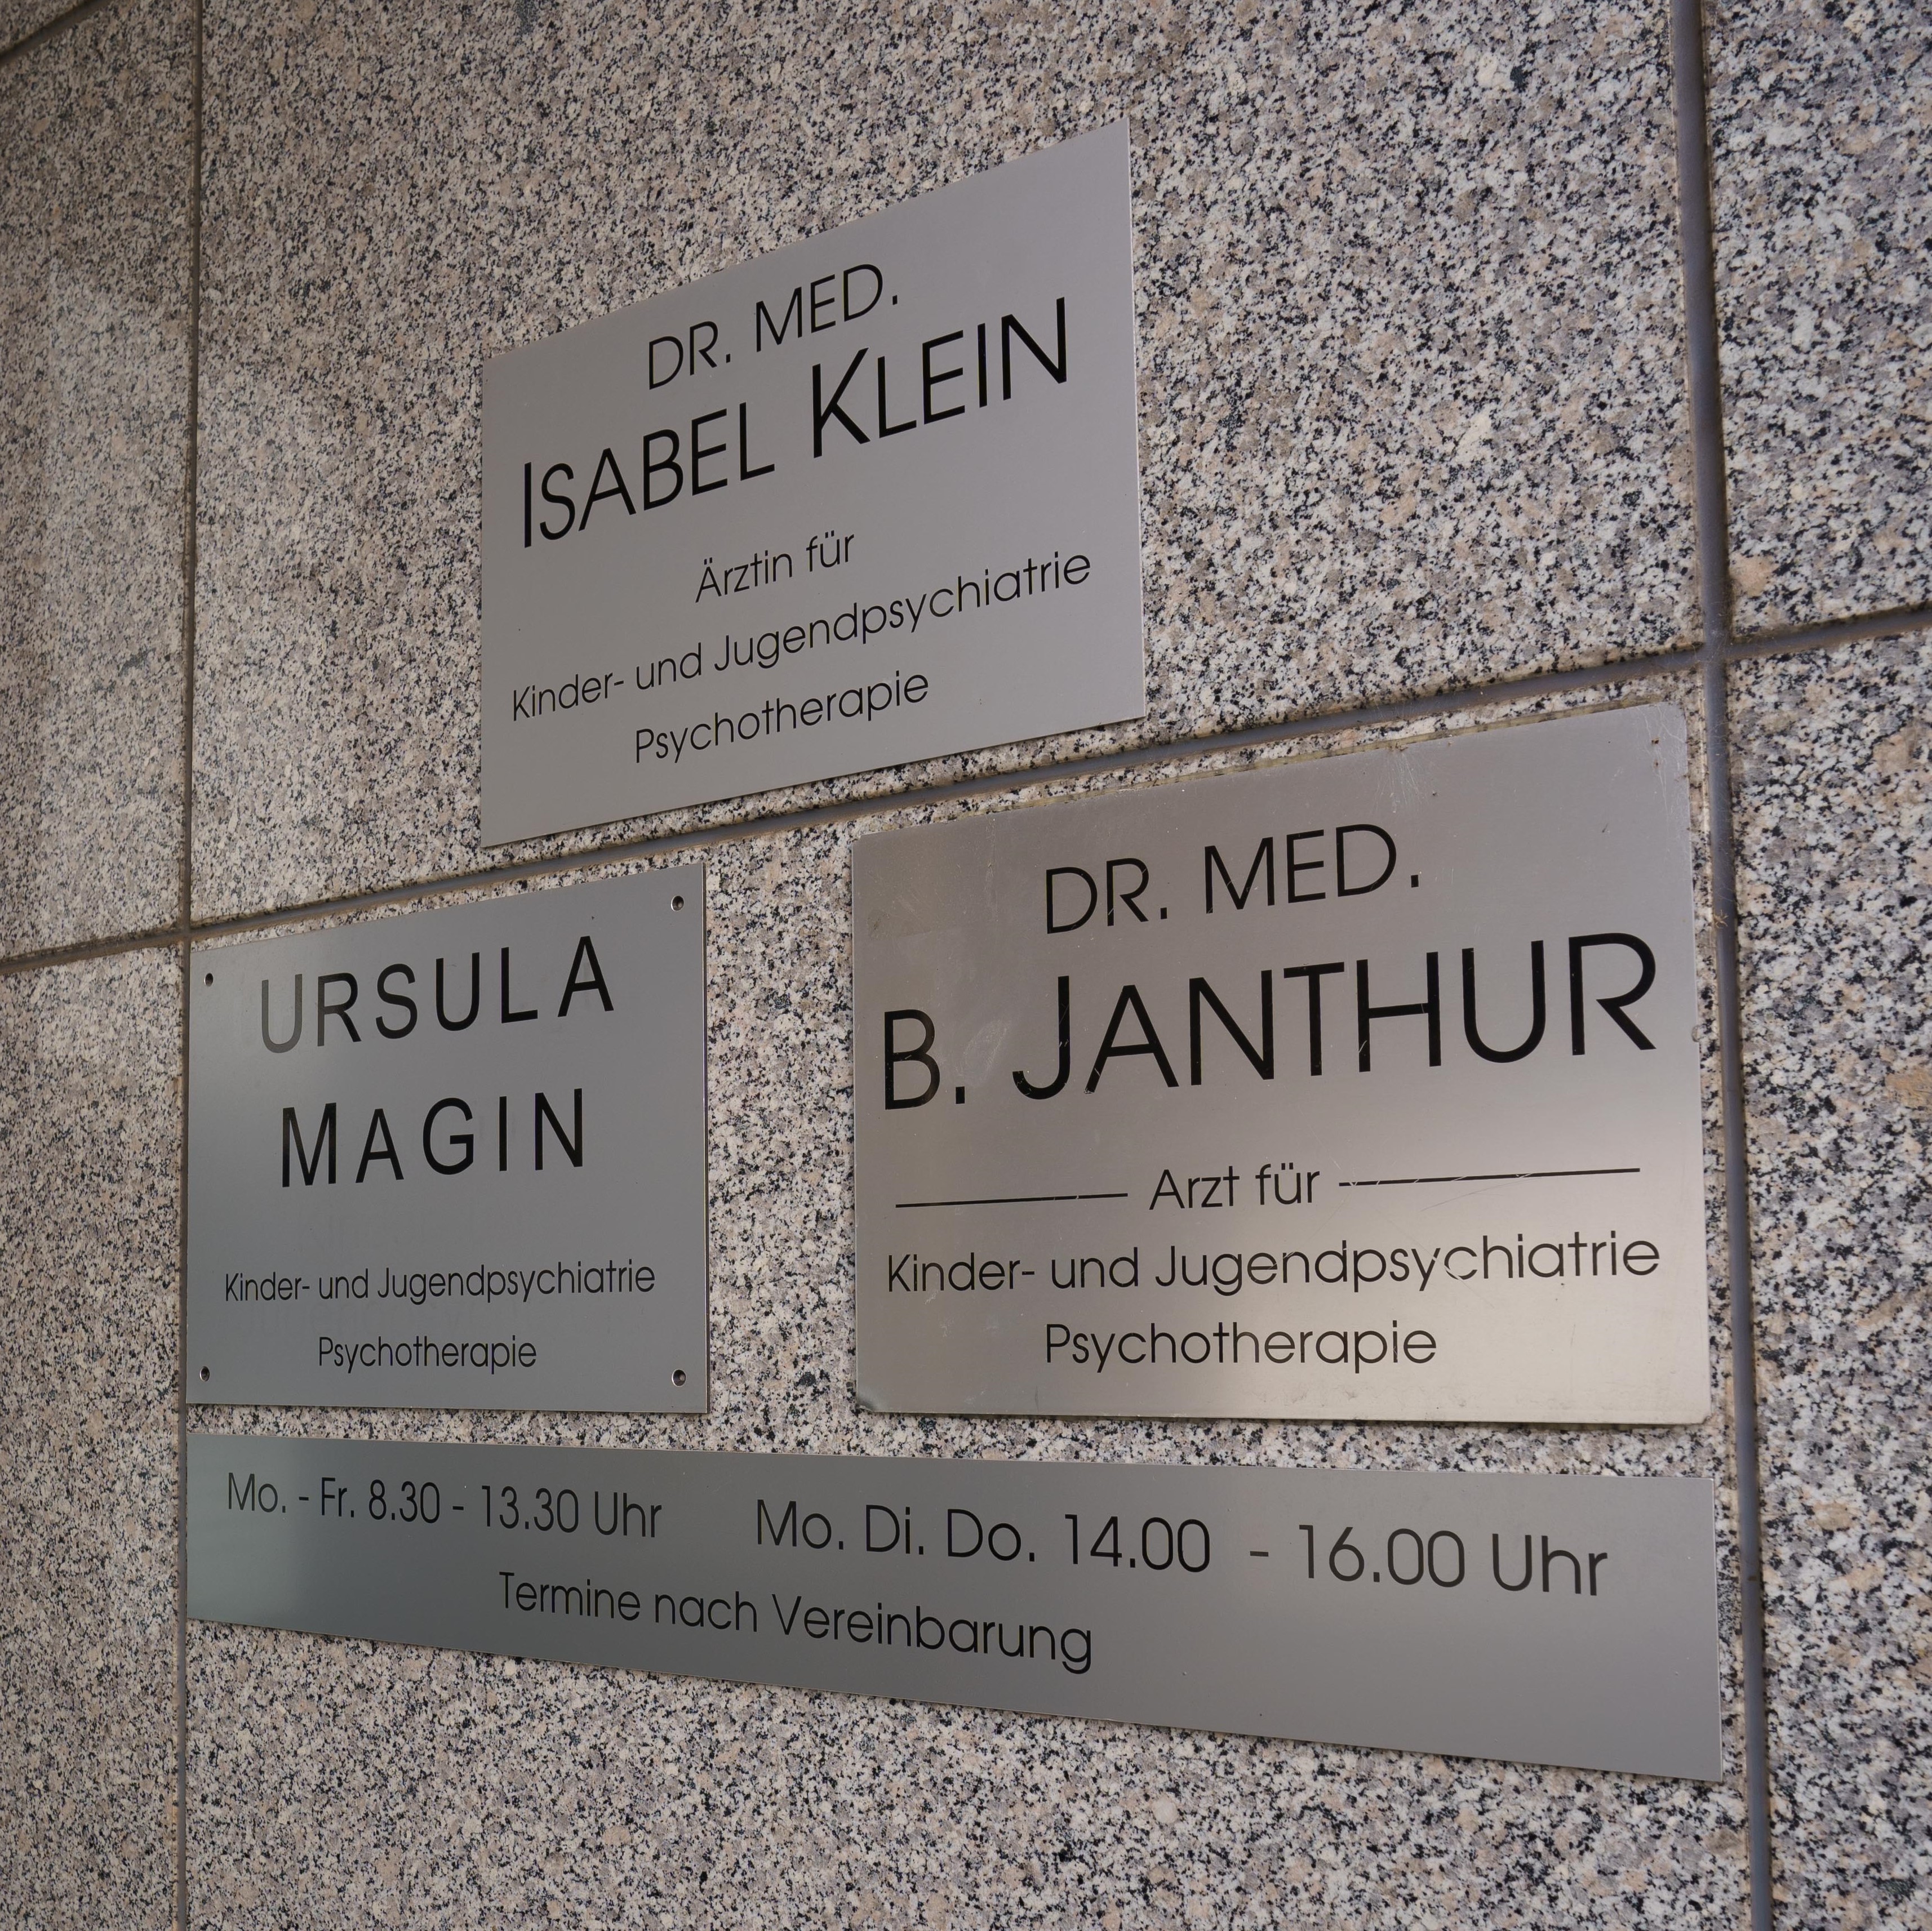 DR. MED.
ISABEL KLEIN
Ärztin für
Kinder- und Jugendpsychiatrie
Psychotherapie
URSULA
MAGIN
Kinder- und Jugendpsychiatrie
Psychotherapie
DR. MED.
B. JANTHUR
Arzt für
Kinder- und Jugendpsychiatrie
Psychotherapie
Mo. - Fr. 8.30 - 13.30 Uhr Mo. Di. Do. 14.00 - 16.00 Uhr
Termine nach Vereinbarung